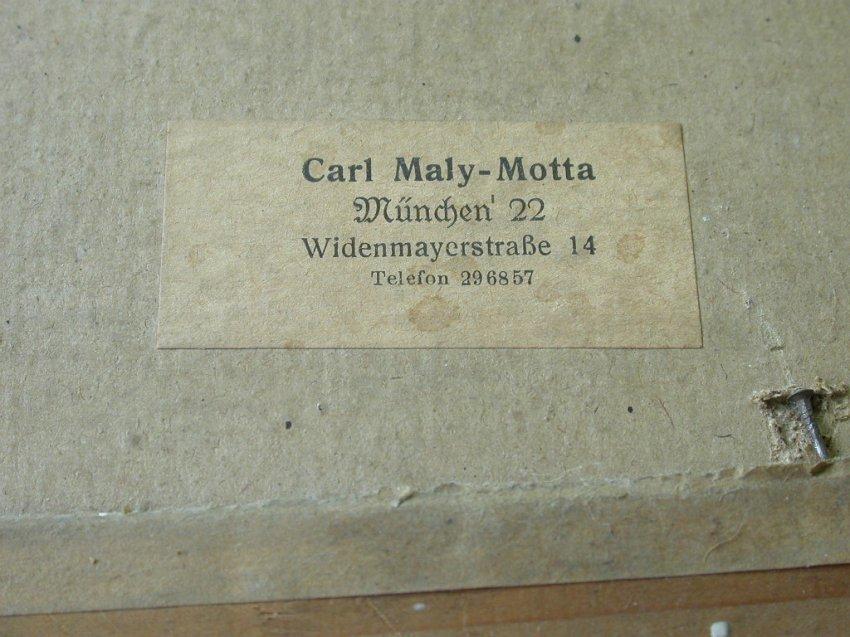 Carl Maly-Motta
München 22
Widenmayerstraße 14
Telefon 296857